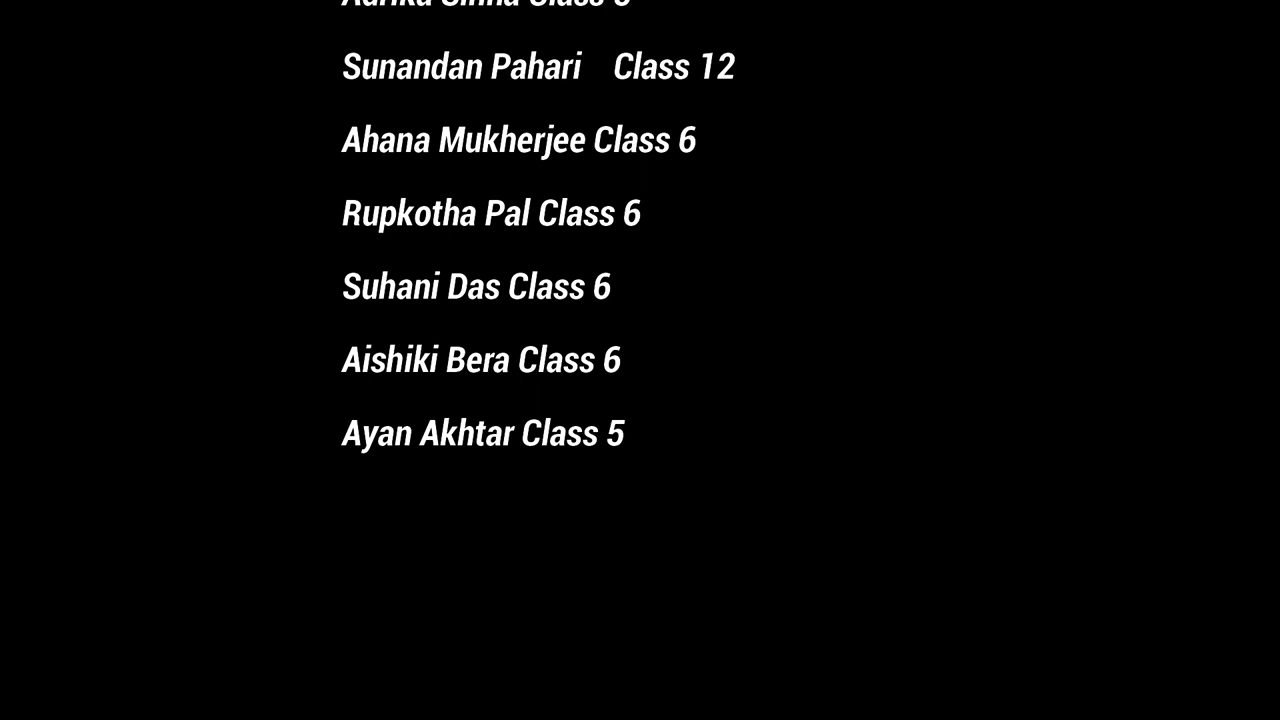 Sunandan Pahari    Class 12
Ahana Mukherjee Class 6
Rupkotha Pal Class 6
Suhani Das Class 6
Aishiki Bera Class 6
Ayan Akhtar Class 5